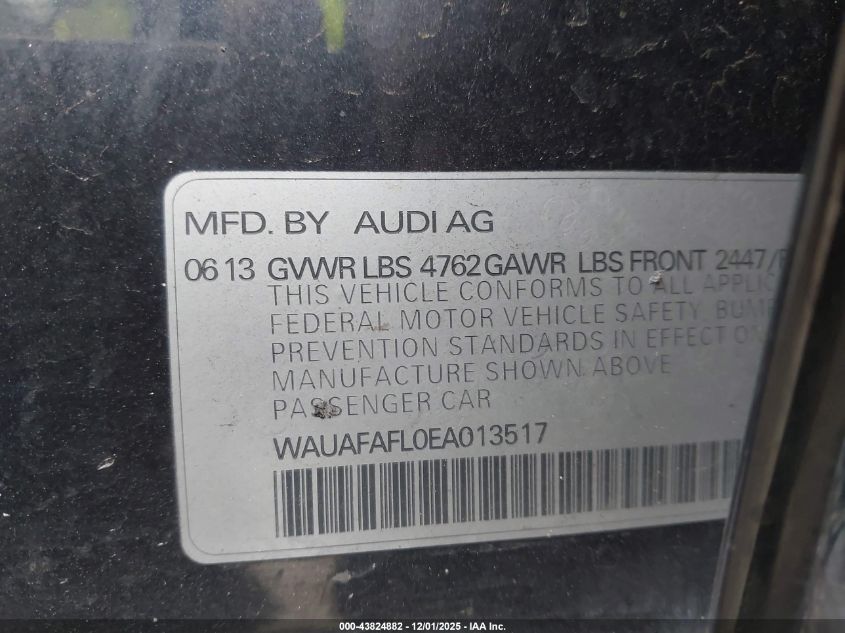 MFD. BY AUDI AG
06 13 GVWR LBS 4762 GAWR LBS FRONT 2447/
THIS VEHICLE CONFORMS TO ALL
FEDERAL MOTOR VEHICLE SAFETY,
PREVENTION STANDARDS IN EFFECT ON
MANUFACTURE SHOWN ABOVE
PASSENGER CAR
WAUAFAFL0EA013517
000-43824882 • 12/01/2025 - IAA Inc.